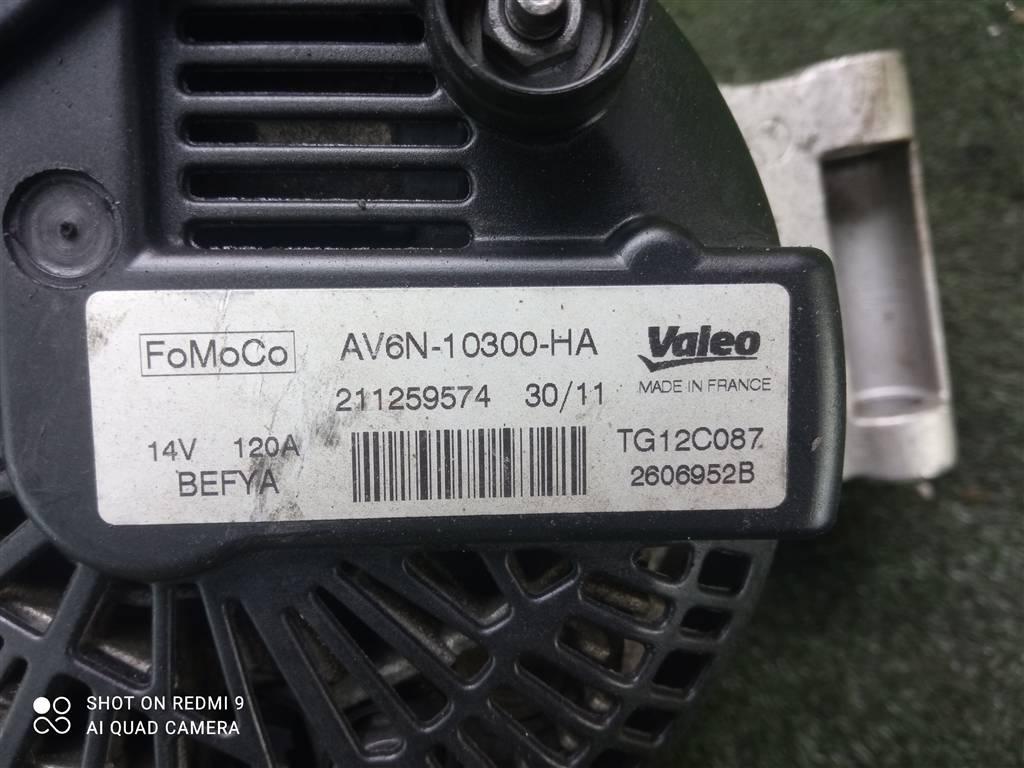 FoMoCo AV6N-10300-HA Valeo
211259574 30/11 MADE IN FRANCE
14V 120A TG12C087
BEFYA 2606952B
SHOT ON REDMI 9
AI QUAD CAMERA